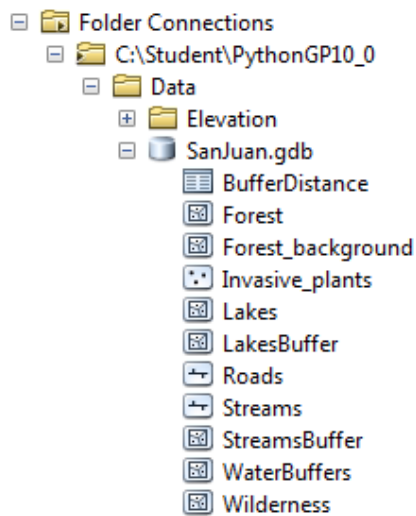 Folder Connections
C:\Student\PythonGP10_0
Data
Elevation
SanJuan.gdb
BufferDistance
Forest
Forest_background
Invasive_plants
Lakes
LakesBuffer
Roads
Streams
StreamsBuffer
WaterBuffers
Wilderness